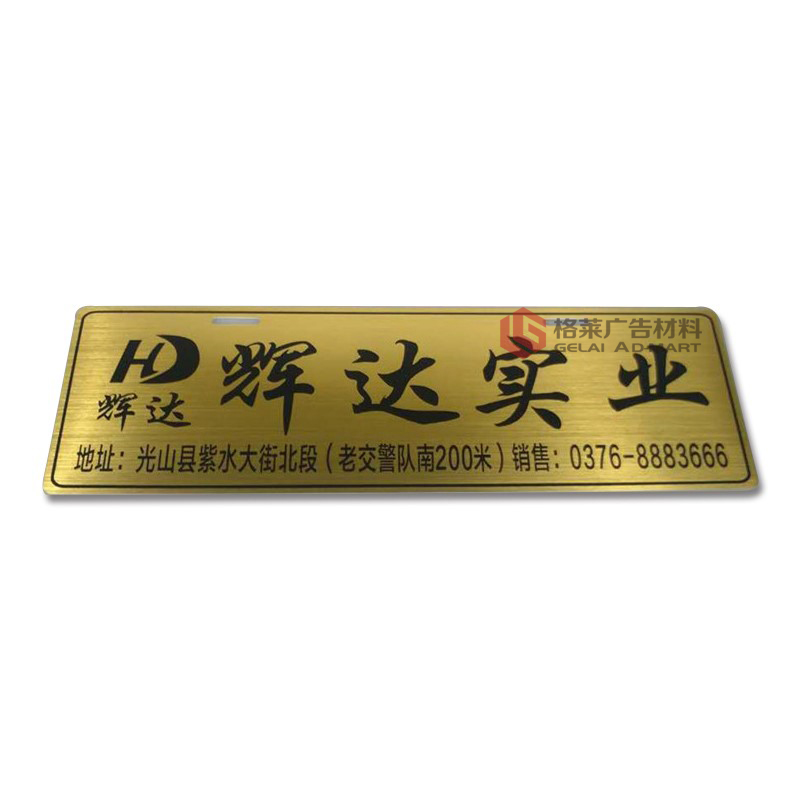 格莱广告材料
GELAI AD-MART
HD
辉达
辉达实业
地址：光山县紫水大街北段（老交警队南200米）销售：0376-8883666